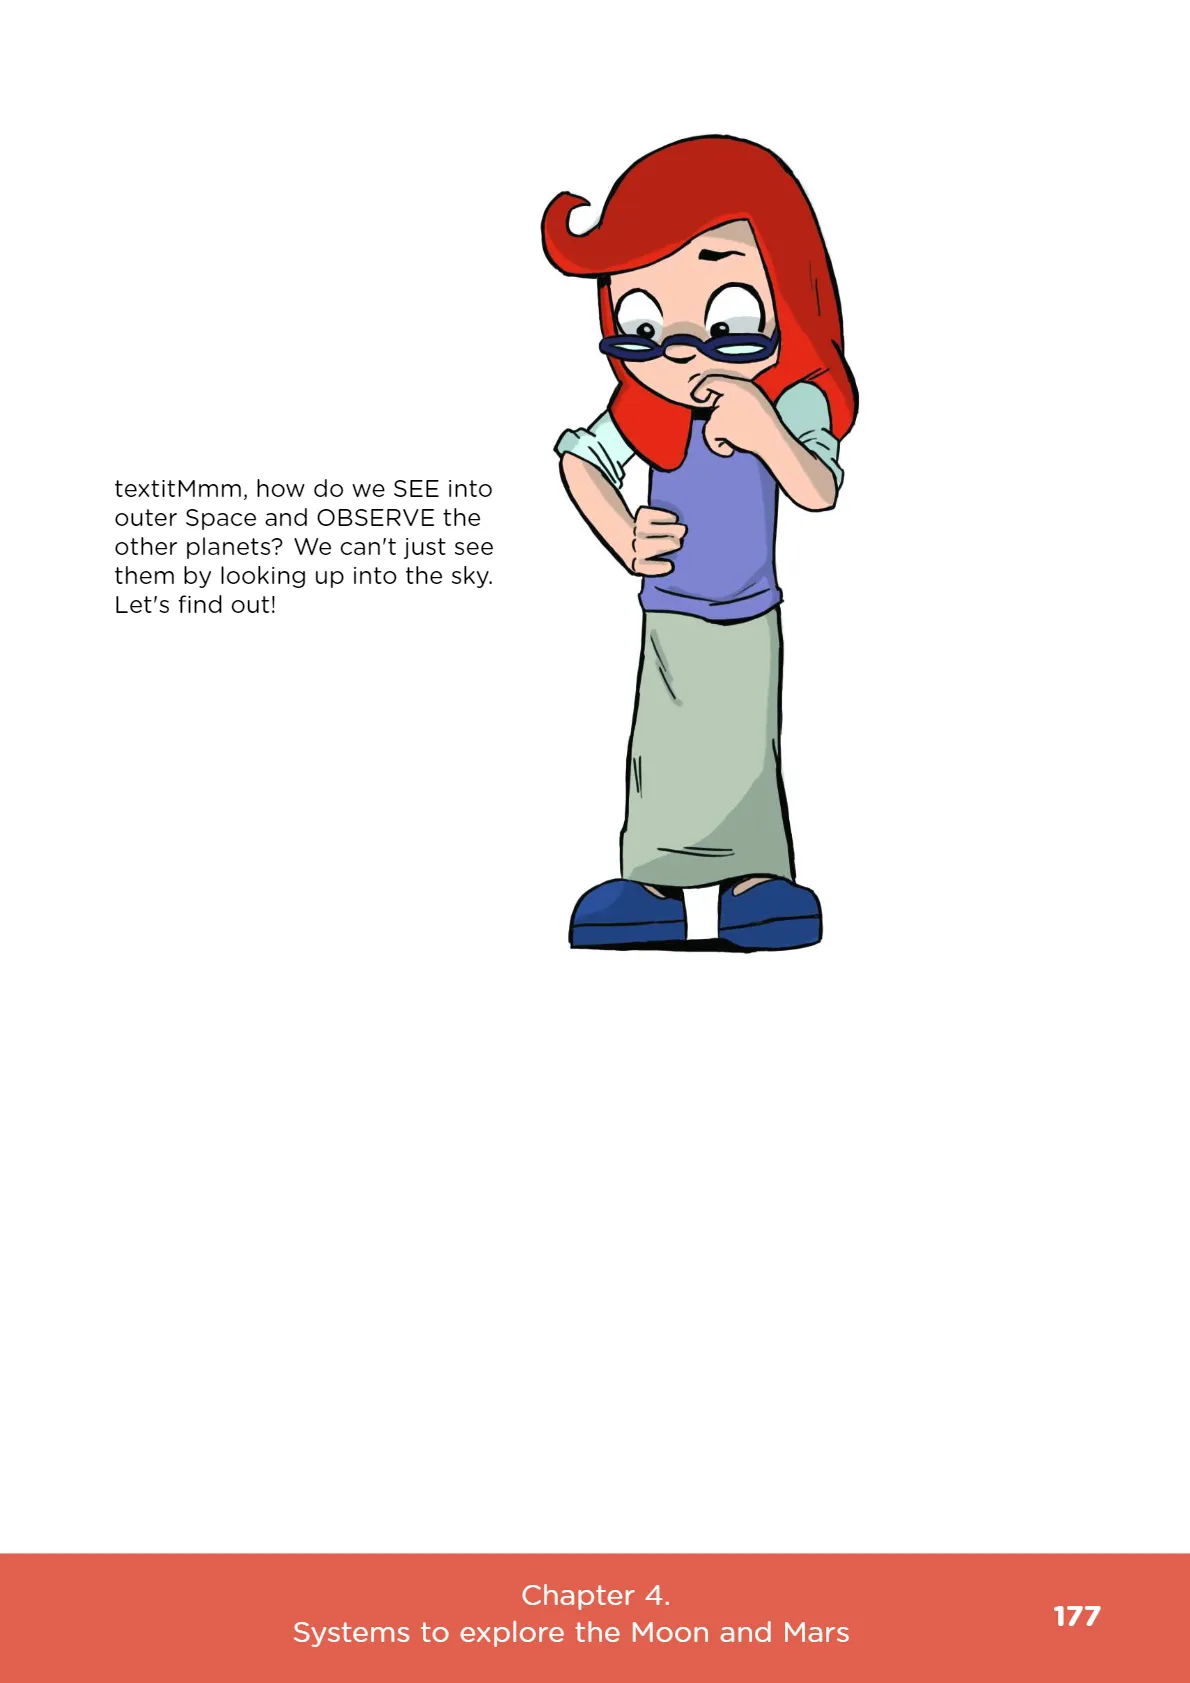 textitMmm, how do we SEE into
outer Space and OBSERVE the
other planets? We can't just see
them by looking up into the sky.
Let's find out!
Chapter 4.
Systems to explore the Moon and Mars
177